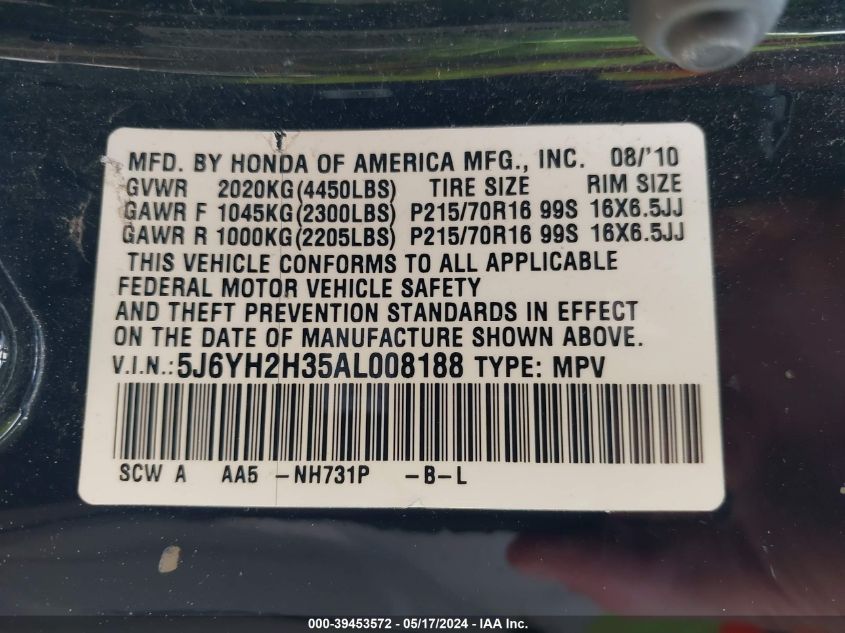 MFD. BY HONDA OF AMERICA MFG., INC. 08/'10
GVWR 2020KG(4450LBS) TIRE SIZE RIM SIZE
GAWR F 1045KG(2300LBS) P215/70R16 99S 16X6.5JJ
GAWR R 1000KG(2205LBS) P215/70R16 99S 16X6.5JJ
THIS VEHICLE CONFORMS TO ALL APPLICABLE
FEDERAL MOTOR VEHICLE SAFETY
AND THEFT PREVENTION STANDARDS IN EFFECT
ON THE DATE OF MANUFACTURE SHOWN ABOVE.
V.I.N.: 5J6YH2H35AL008188 TYPE: MPV
SCW A AA5 -NH731P -B-L
000-39453572 - 05/17/2024 - IAA Inc.